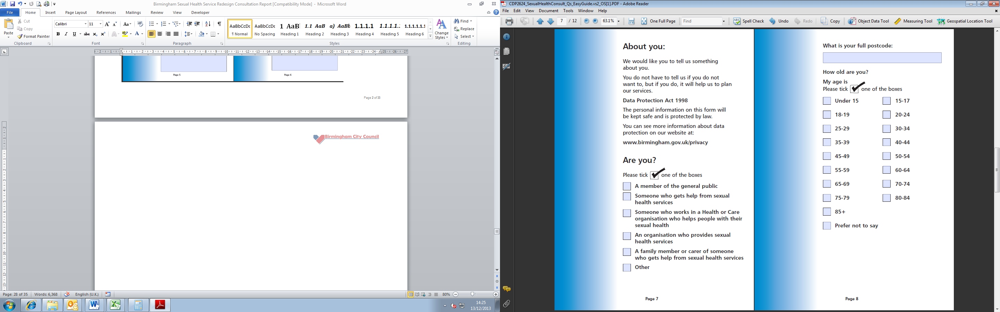 Birmingham Sexual Health Service Redesign Consultation Report [Compatibility Mode] - Microsoft Word
File Home Insert Page Layout References Mailings Review View Developer
Paste
Cut
Copy
Format Painter
Clipboard
Calibri 11
Font
Paragraph
AaBbCcDc AaBbCcDc 1 AaB 1.1 AaB a) AaBb 1.1.1.1 1.1.1.1. 1.1.1.1.1
¶ Normal No Spacing Heading 1 Heading 2 Heading 3 Heading 4 Heading 5 Heading 6
Styles
Change
Styles
Find
Replace
Select
Editing
Page 5 Page 6
Page 2 of 35
Birmingham City Council
Page: 28 of 35 Words: 6,368 English (U.K.) 80%
14:25
13/12/2013
CDP2624_SexualHealthConsult_Qs_EasyGuide.vs2_OS[1].PDF - Adobe Reader
File Edit View Document Tools Window Help
7 / 12 63.1% One Full Page Find Spell Check Undo Redo Copy Object Data Tool Measuring Tool Geospatial Location Tool
About you:
We would like you to tell us something
about you.
You do not have to tell us if you do not
want to, but if you do, it will help us to plan
our services.
Data Protection Act 1998
The personal information on this form will
be kept safe and is protected by law.
You can see more information about data
protection on our website at:
www.birmingham.gov.uk/privacy
Are you?
Please tick one of the boxes
A member of the general public
Someone who gets help from sexual
health services
Someone who works in a Health or Care
organisation who helps people with their
sexual health
An organisation who provides sexual
health services
A family member or carer of someone
who gets help from sexual health services
Other
Page 7
What is your full postcode:
How old are you?
My age is
Please tick one of the boxes
Under 15 15-17
18-19 20-24
25-29 30-34
35-39 40-44
45-49 50-54
55-59 60-64
65-69 70-74
75-79 80-84
85+
Prefer not to say
Page 8